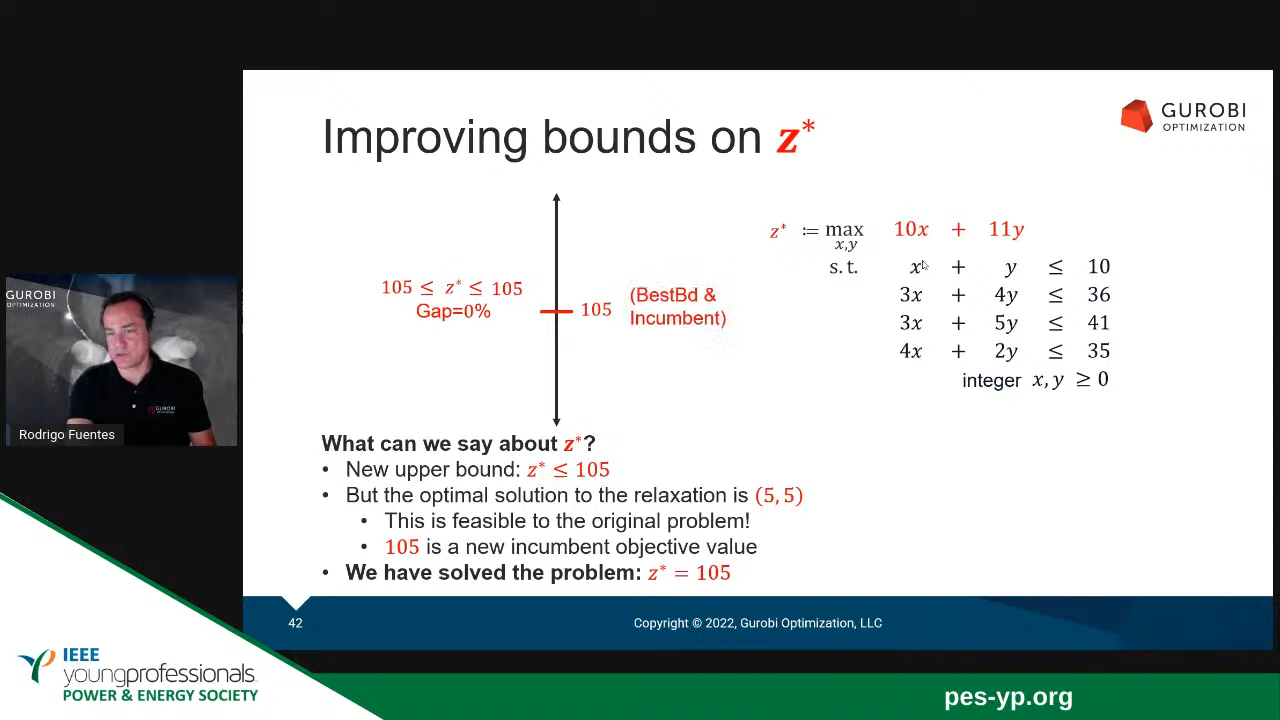 Improving bounds on z*
GUROBI
OPTIMIZATION
z* := max 10x + 11y
x,y
s.t. x + y ≤ 10
3x + 4y ≤ 36
3x + 5y ≤ 41
4x + 2y ≤ 35
integer x, y ≥ 0
105 ≤ z* ≤ 105
Gap=0%
105
(BestBd &
Incumbent)
GUROBI
OPTIMIZATION
GUROBI
Rodrigo Fuentes
What can we say about z*?
• New upper bound: z* ≤ 105
• But the optimal solution to the relaxation is (5, 5)
• This is feasible to the original problem!
• 105 is a new incumbent objective value
• We have solved the problem: z* = 105
42
Copyright © 2022, Gurobi Optimization, LLC
IEEE
youngprofessionals
POWER & ENERGY SOCIETY
pes-yp.org